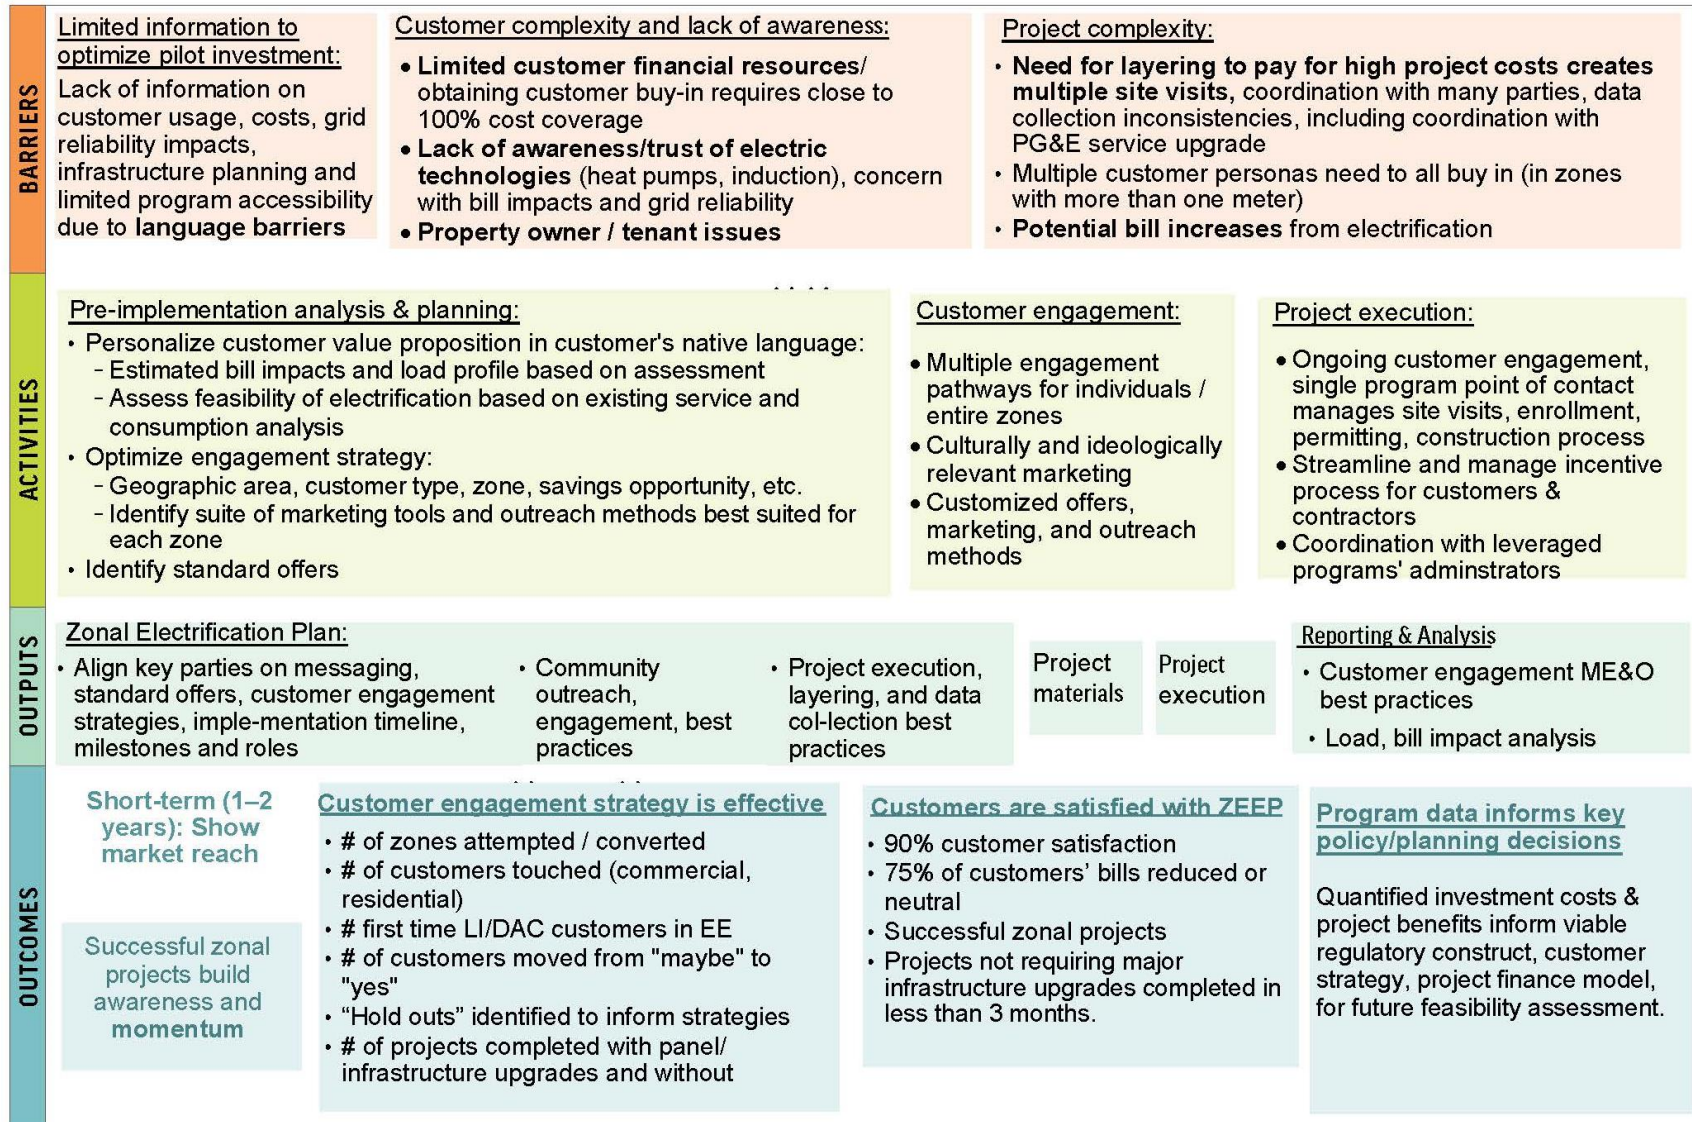 BARRIERS
Limited information to
optimize pilot investment:
Lack of information on
customer usage, costs, grid
reliability impacts,
infrastructure planning and
limited program accessibility
due to language barriers
Customer complexity and lack of awareness:
• Limited customer financial resources/
obtaining customer buy-in requires close to
100% cost coverage
• Lack of awareness/trust of electric
technologies (heat pumps, induction), concern
with bill impacts and grid reliability
• Property owner / tenant issues
Project complexity:
• Need for layering to pay for high project costs creates
multiple site visits, coordination with many parties, data
collection inconsistencies, including coordination with
PG&E service upgrade
• Multiple customer personas need to all buy in (in zones
with more than one meter)
• Potential bill increases from electrification
ACTIVITIES
Pre-implementation analysis & planning:
• Personalize customer value proposition in customer's native language:
- Estimated bill impacts and load profile based on assessment
- Assess feasibility of electrification based on existing service and
consumption analysis
• Optimize engagement strategy:
- Geographic area, customer type, zone, savings opportunity, etc.
- Identify suite of marketing tools and outreach methods best suited for
each zone
• Identify standard offers
Customer engagement:
• Multiple engagement
pathways for individuals /
entire zones
• Culturally and ideologically
relevant marketing
• Customized offers,
marketing, and outreach
methods
Project execution:
• Ongoing customer engagement,
single program point of contact
manages site visits, enrollment,
permitting, construction process
• Streamline and manage incentive
process for customers &
contractors
• Coordination with leveraged
programs' adminstrators
OUTPUTS
Zonal Electrification Plan:
• Align key parties on messaging,
standard offers, customer engagement
strategies, imple-mentation timeline,
milestones and roles
• Community
outreach,
engagement, best
practices
• Project execution,
layering, and data
col-lection best
practices
Project
materials
Project
execution
Reporting & Analysis
• Customer engagement ME&O
best practices
• Load, bill impact analysis
OUTCOMES
Short-term (1–2
years): Show
market reach
Successful zonal
projects build
awareness and
momentum
Customer engagement strategy is effective
• # of zones attempted / converted
• # of customers touched (commercial,
residential)
• # first time LI/DAC customers in EE
• # of customers moved from "maybe" to
"yes"
• “Hold outs” identified to inform strategies
• # of projects completed with panel/
infrastructure upgrades and without
Customers are satisfied with ZEEP
• 90% customer satisfaction
• 75% of customers’ bills reduced or
neutral
• Successful zonal projects
• Projects not requiring major
infrastructure upgrades completed in
less than 3 months.
Program data informs key
policy/planning decisions
Quantified investment costs &
project benefits inform viable
regulatory construct, customer
strategy, project finance model,
for future feasibility assessment.